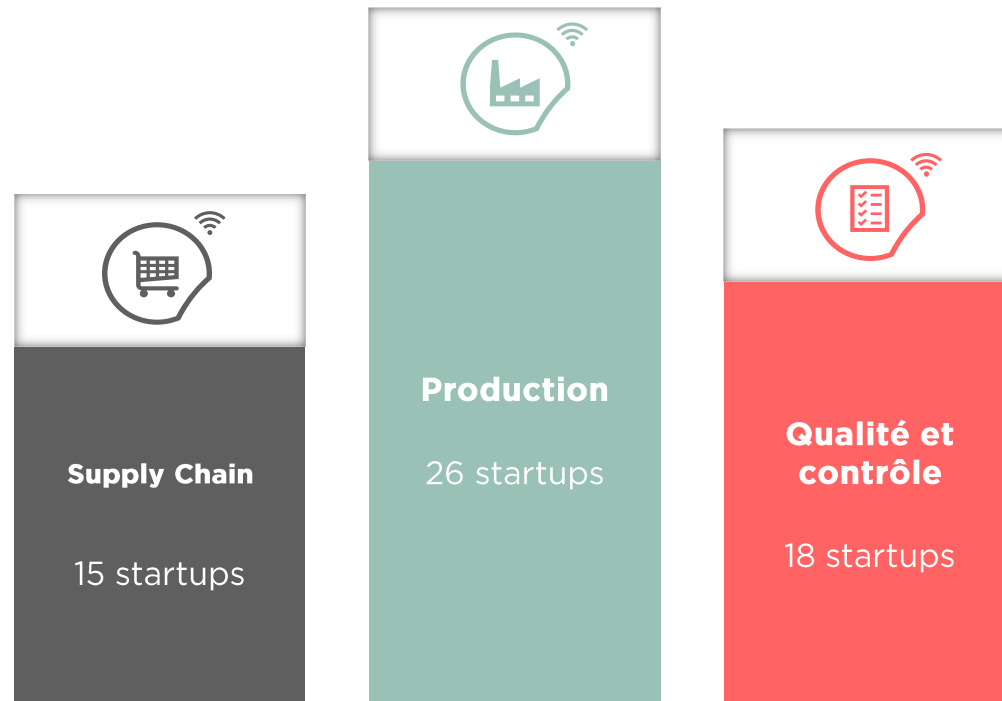 Supply Chain
15 startups
Production
26 startups
Qualité et
contrôle
18 startups